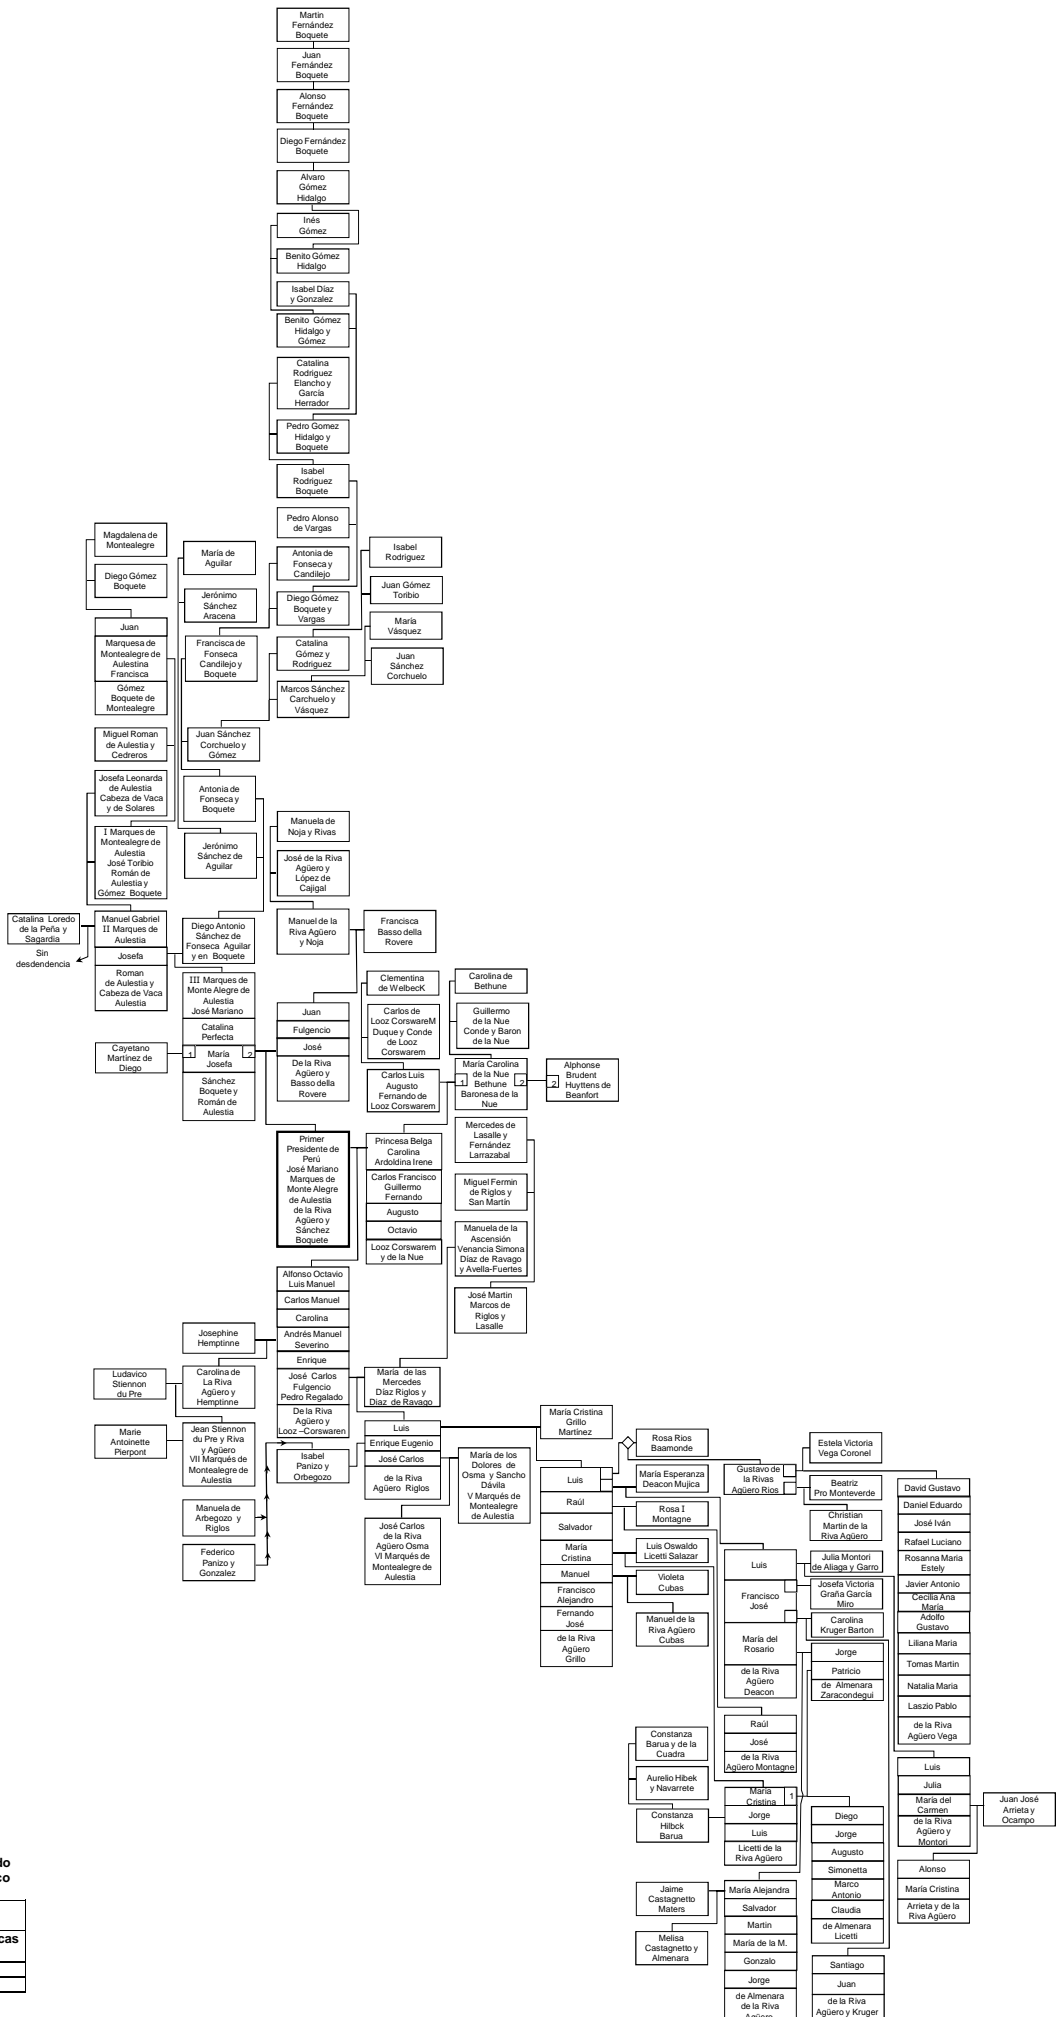 Martin
Fernández
Boquete
Juan
Fernández
Boquete
Alonso
Fernández
Boquete
Diego Fernández
Boquete
Alvaro
Gómez
Hidalgo
Inés
Gómez
Benito Gómez
Hidalgo
Isabel Díaz
y Gonzalez
Benito Gómez
Hidalgo y
Gómez
Catalina
Rodriguez
Elancho y
García
Herrador
Pedro Gomez
Hidalgo y
Boquete
Isabel
Rodriguez
Boquete
Pedro Alonso
de Vargas
Magdalena de
Montealegre
Diego Gómez
Boquete
María de
Aguilar
Jerónimo
Sánchez
Aracena
Antonia de
Fonseca y
Candilejo
Diego Gómez
Boquete y
Vargas
Isabel
Rodriguez
Juan Gómez
Toribio
María
Vásquez
Juan
Sánchez
Corchuelo
Juan
Marquesa de
Montealegre de
Aulestina
Francisca
Gómez
Boquete de
Montealegre
Francisca de
Fonseca
Candilejo y
Boquete
Catalina
Gómez y
Rodriguez
Marcos Sánchez
Carchuelo y
Vásquez
Miguel Roman
de Aulestia y
Cedreros
Juan Sánchez
Corchuelo y
Gómez
Josefa Leonarda
de Aulestia
Cabeza de Vaca
y de Solares
Antonia de
Fonseca y
Boquete
I Marques de
Montealegre de
Aulestia
José Toribio
Román de
Aulestia y
Gómez Boquete
Jerónimo
Sánchez de
Aguilar
Manuela de
Noja y Rivas
José de la Riva
Agüero y
López de
Cajigal
Catalina Loredo
de la Peña y
Sagardia
Sin
desdendencia
Manuel Gabriel
II Marques de
Aulestia
Josefa
Roman
de Aulestia y
Cabeza de Vaca
Aulestia
Diego Antonio
Sánchez de
Fonseca Aguilar
y en Boquete
Manuel de la
Riva Agüero
y Noja
Francisca
Basso della
Rovere
III Marques de
Monte Alegre de
Aulestia
José Mariano
Catalina
Perfecta
1
María
Josefa
2
Sánchez
Boquete y
Román de
Aulestia
Cayetano
Martínez de
Diego
Juan
Fulgencio
José
De la Riva
Agüero y
Basso della
Rovere
Clementina
de WelbecK
Carlos de
Looz CorswareM
Duque y Conde
de Looz
Corswarem
Carlos Luis
Augusto
Fernando de
Looz Corswarem
Carolina de
Bethune
Guillermo
de la Nue
Conde y Baron
de la Nue
María Carolina
de la Nue
Bethune
Baronesa de la
Nue
1
2
Alphonse
Brudent
Huyttens de
Beanfort
2
Primer
Presidente de
Perú
José Mariano
Marques de
Monte Alegre
de Aulestia
de la Riva
Agüero y
Sánchez
Boquete
Princesa Belga
Carolina
Ardoldina Irene
Carlos Francisco
Guillermo
Fernando
Augusto
Octavio
Looz Corswarem
y de la Nue
Mercedes de
Lasalle y
Fernández
Larrazabal
Miguel Fermin
de Riglos y
San Martín
Manuela de la
Ascensión
Venancia Simona
Díaz de Ravago
y Avella-Fuertes
José Martin
Marcos de
Riglos y
Lasalle
Alfonso Octavio
Luis Manuel
Carlos Manuel
Carolina
Andrés Manuel
Severino
Enrique
José Carlos
Fulgencio
Pedro Regalado
De la Riva
Agüero y
Looz –Corswaren
Josephine
Hemptinne
Ludavico
Stiennon
du Pre
Carolina de
La Riva
Agüero y
Hemptinne
Marie
Antoinette
Pierpont
Jean Stiennon
du Pre y Riva
y Agüero
VII Marqués de
Montealegre de
Aulestia
Manuela de
Arbegozo y
Riglos
Federico
Panizo y
Gonzalez
Isabel
Panizo y
Orbegozo
María de las
Mercedes
Díaz Riglos y
Diaz de Ravago
Luis
Enrique Eugenio
José Carlos
de la Riva
Agüero Riglos
María de los
Dolores de
Osma y Sancho
Dávila
V Marqués de
Montealegre
de Aulestia
José Carlos
de la Riva
Agüero Osma
VI Marqués de
Montealegre de
Aulestia
María Cristina
Grillo
Martínez
Luis
Raúl
Salvador
María
Cristina
Manuel
Francisco
Alejandro
Fernando
José
de la Riva
Agüero
Grillo
Rosa Rios
Baamonde
María Esperanza
Deacon Mujica
Rosa I
Montagne
Luis Oswaldo
Licetti Salazar
Violeta
Cubas
Manuel de la
Riva Agüero
Cubas
Gustavo de
la Rivas
Agüero Rios
Estela Victoria
Vega Coronel
Beatriz
Pro Monteverde
Christian
Martin de la
Riva Agüero
David Gustavo
Daniel Eduardo
José Iván
Rafael Luciano
Rosanna Maria
Estely
Javier Antonio
Cecilia Ana
María
Adolfo
Gustavo
Liliana Maria
Tomas Martin
Natalia Maria
Laszio Pablo
de la Riva
Agüero Vega
Luis
Francisco
José
María del
Rosario
de la Riva
Agüero
Deacon
Julia Montori
de Aliaga y Garro
Josefa Victoria
Graña García
Miro
Carolina
Kruger Barton
Jorge
Patricio
de Almenara
Zaracondegui
Raúl
José
de la Riva
Agüero Montagne
Constanza
Barua y de la
Cuadra
Aurelio Hibek
y Navarrete
Constanza
Hilbck
Barua
María
Cristina
1
Jorge
Luis
Licetti de la
Riva Agüero
Diego
Jorge
Augusto
Simonetta
Marco
Antonio
Claudia
de Almenara
Licetti
Luis
Julia
María del
Carmen
de la Riva
Agüero y
Montori
Juan José
Arrieta y
Ocampo
Alonso
María Cristina
Arrieta y de la
Riva Agüero
Jaime
Castagnetto
Maters
Melisa
Castagnetto y
Almenara
María Alejandra
Salvador
Martin
María de la M.
Gonzalo
Jorge
de Almenara
de la Riva
Agüero
Santiago
Juan
de la Riva
Agüero y Kruger
do
co
cas